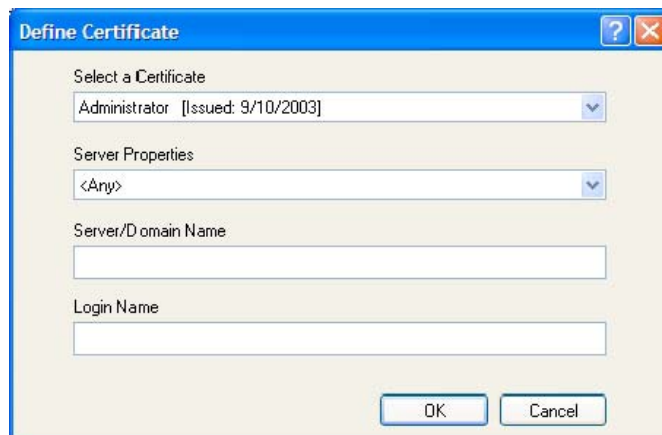 Define Certificate
?
Select a Certificate
Administrator [Issued: 9/10/2003]
Server Properties
<Any>
Server/Domain Name
Login Name
OK Cancel